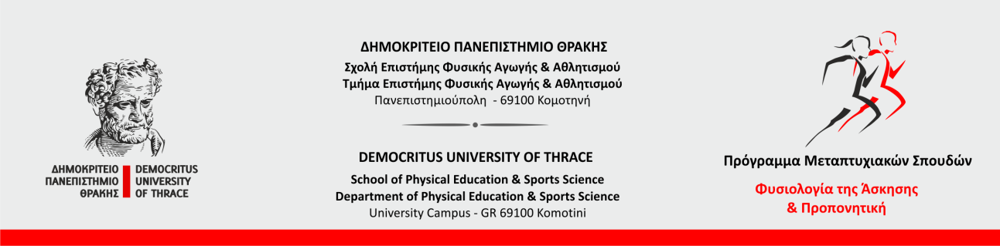 ΔΗΜΟΚΡΙΤΕΙΟ
ΠΑΝΕΠΙΣΤΗΜΙΟ
ΘΡΑΚΗΣ
DEMOCRITUS
UNIVERSITY
OF THRACE
ΔΗΜΟΚΡΙΤΕΙΟ ΠΑΝΕΠΙΣΤΗΜΙΟ ΘΡΑΚΗΣ
Σχολή Επιστήμης Φυσικής Αγωγής & Αθλητισμού
Τμήμα Επιστήμης Φυσικής Αγωγής & Αθλητισμού
Πανεπιστημιούπολη - 69100 Κομοτηνή
DEMOCRITUS UNIVERSITY OF THRACE
School of Physical Education & Sports Science
Department of Physical Education & Sports Science
University Campus - GR 69100 Komotini
Πρόγραμμα Μεταπτυχιακών Σπουδών
Φυσιολογία της Άσκησης
& Προπονητική